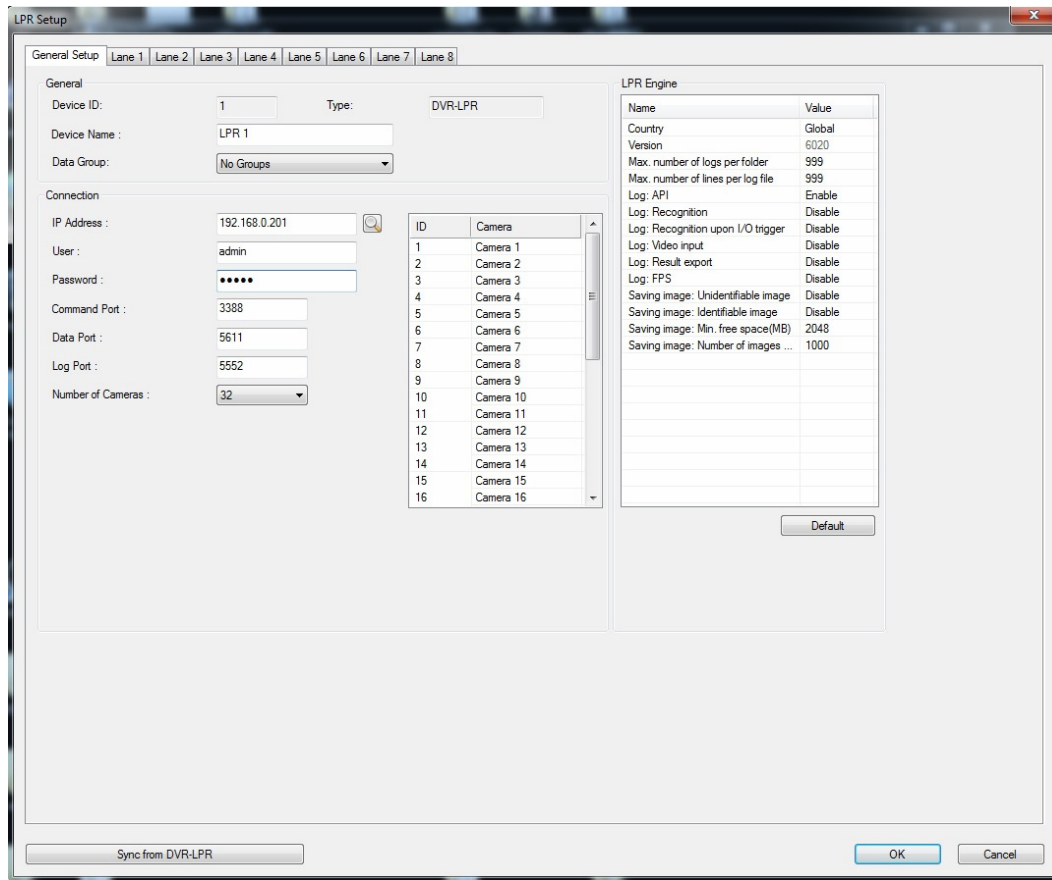 LPR Setup
General Setup Lane 1 Lane 2 Lane 3 Lane 4 Lane 5 Lane 6 Lane 7 Lane 8
General
Device ID: 1 Type: DVR-LPR
Device Name : LPR 1
Data Group: No Groups
Connection
IP Address : 192.168.0.201
User : admin
Password : •••••
Command Port : 3388
Data Port : 5611
Log Port : 5552
Number of Cameras : 32
ID Camera
1 Camera 1
2 Camera 2
3 Camera 3
4 Camera 4
5 Camera 5
6 Camera 6
7 Camera 7
8 Camera 8
9 Camera 9
10 Camera 10
11 Camera 11
12 Camera 12
13 Camera 13
14 Camera 14
15 Camera 15
16 Camera 16
LPR Engine
Name Value
Country Global
Version 6020
Max. number of logs per folder 999
Max. number of lines per log file 999
Log: API Enable
Log: Recognition Disable
Log: Recognition upon I/O trigger Disable
Log: Video input Disable
Log: Result export Disable
Log: FPS Disable
Saving image: Unidentifiable image Disable
Saving image: Identifiable image Disable
Saving image: Min. free space(MB) 2048
Saving image: Number of images ... 1000
Default
Sync from DVR-LPR
OK Cancel